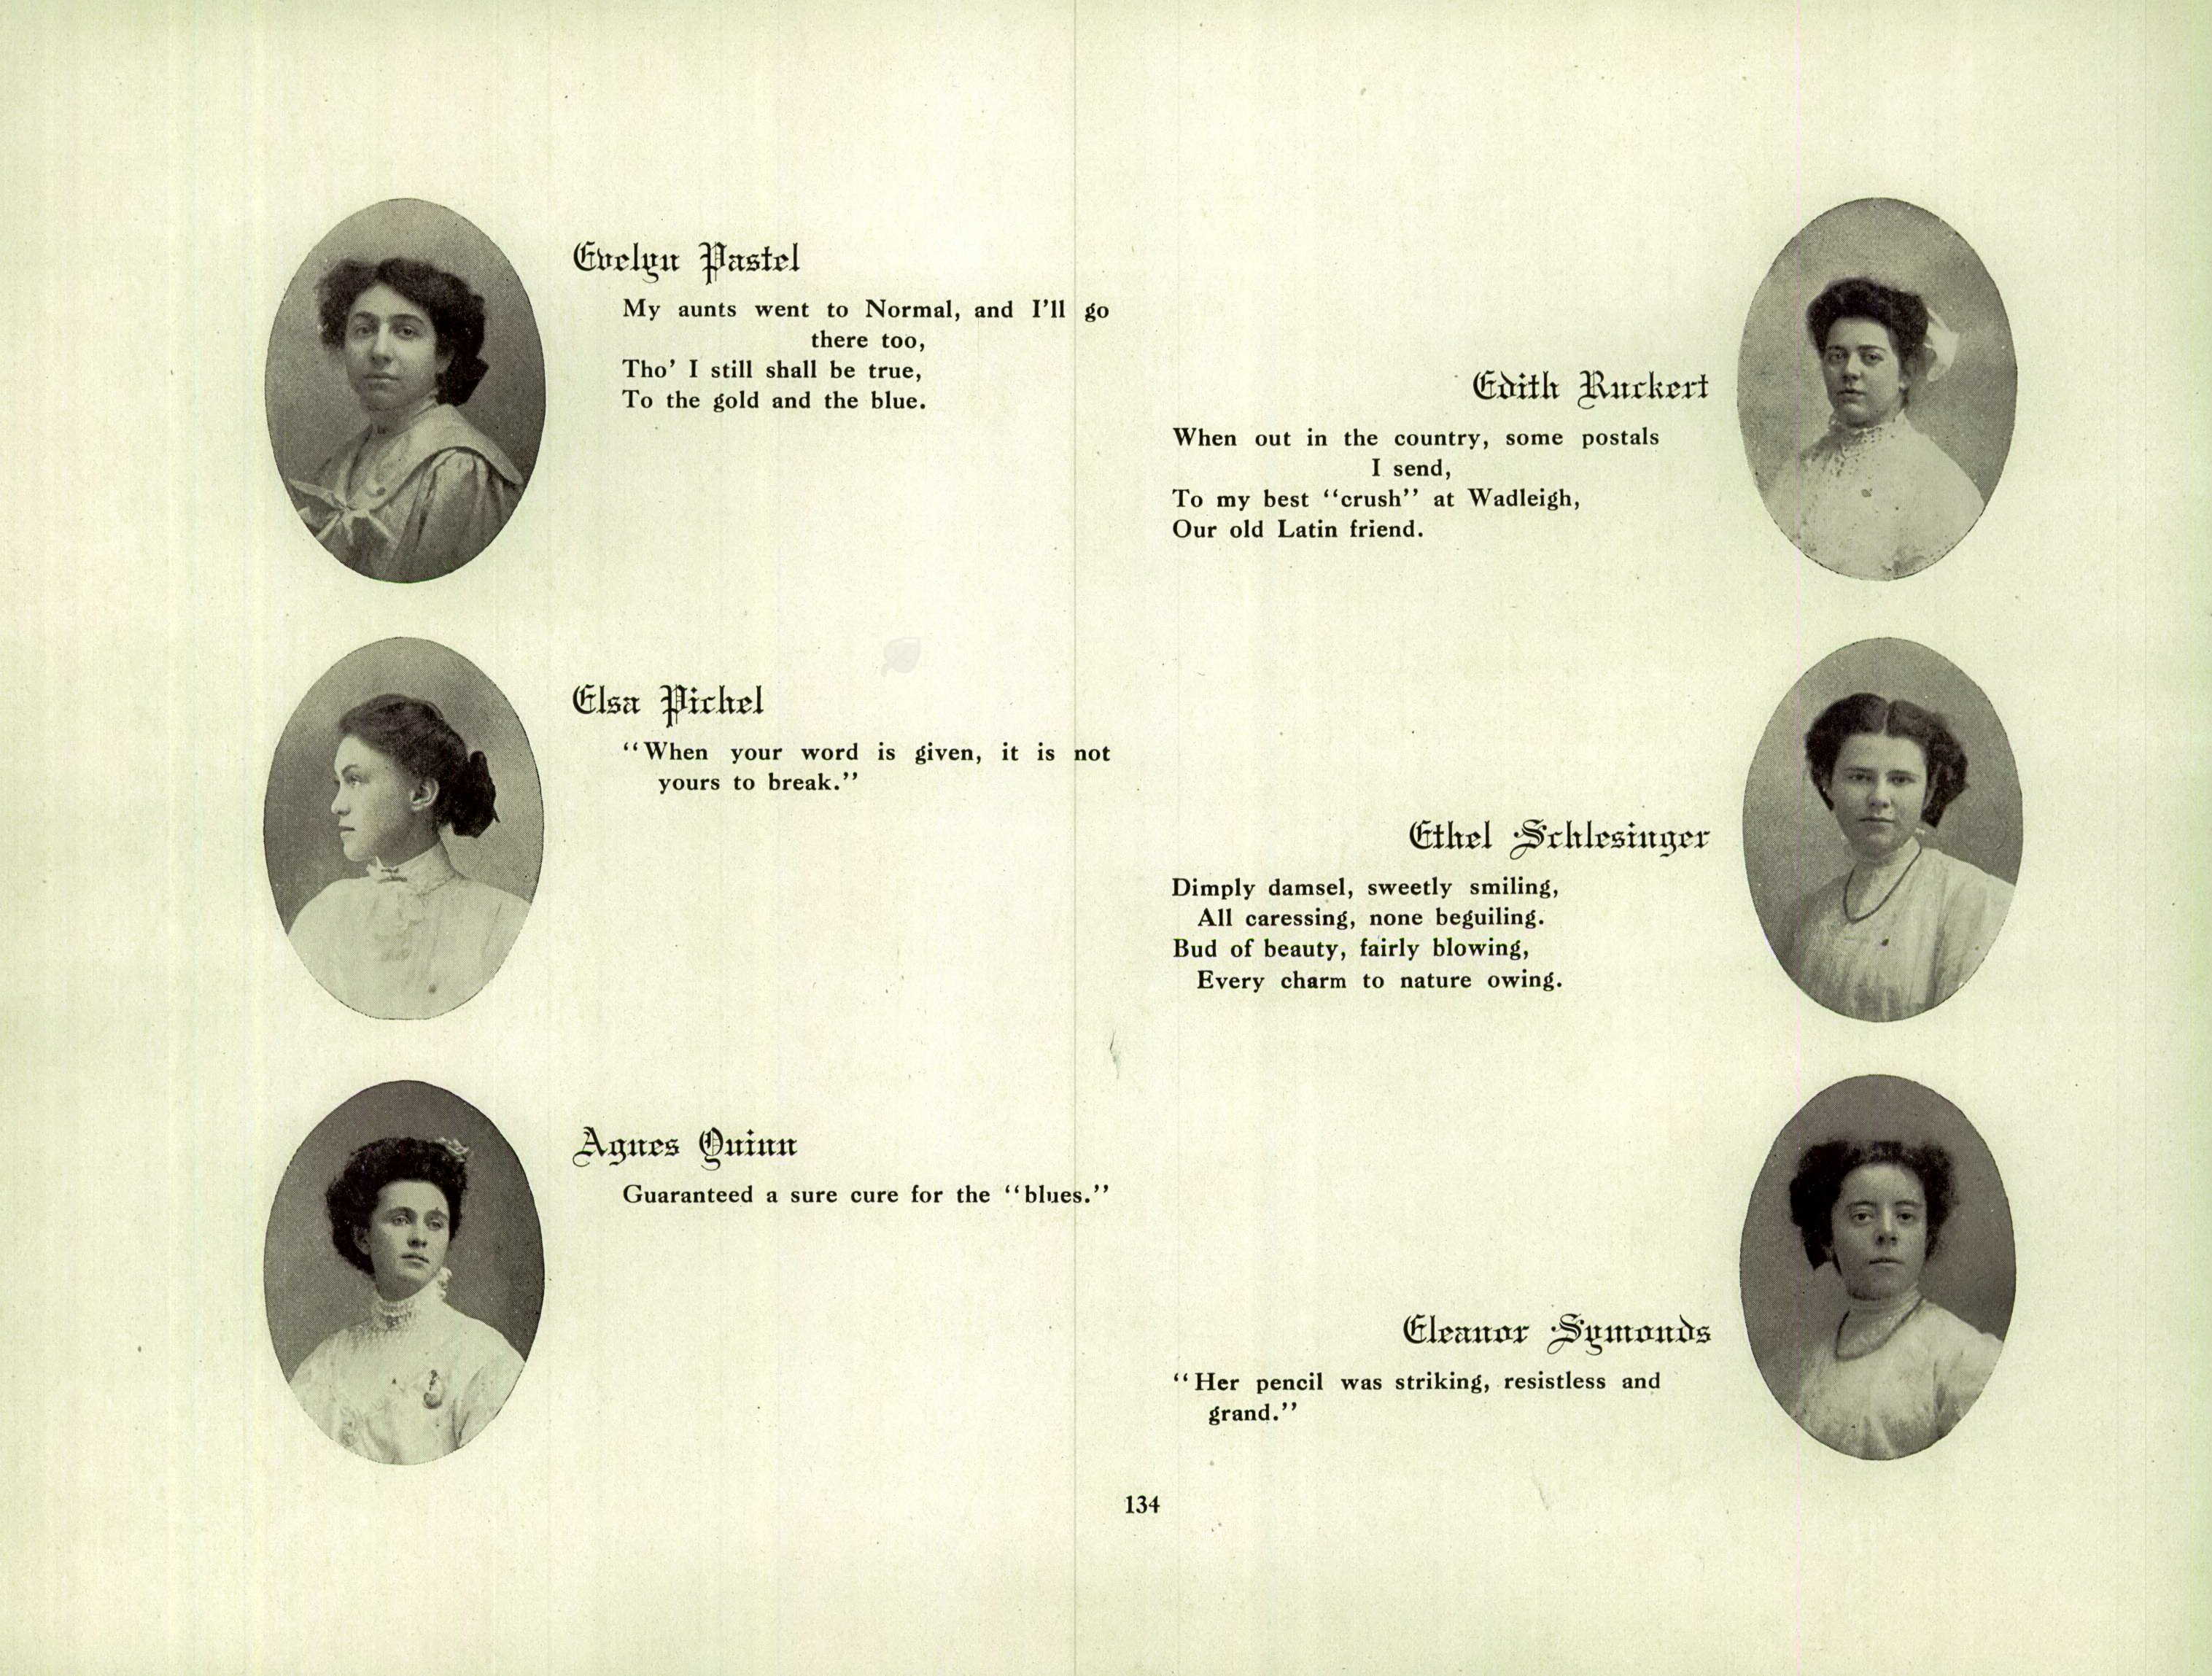 Evelyn Pastel
My aunts went to Normal, and I'll go
there too,
Tho' I still shall be true,
To the gold and the blue.
Elsa Pichel
"When your word is given, it is not
yours to break."
Agnes Quinn
Guaranteed a sure cure for the "blues."
Edith Ruckert
When out in the country, some postals
I send,
To my best "crush" at Wadleigh,
Our old Latin friend.
Ethel Schlesinger
Dimply damsel, sweetly smiling,
All caressing, none beguiling.
Bud of beauty, fairly blowing,
Every charm to nature owing.
Eleanor Symonds
"Her pencil was striking, resistless and
grand."
134